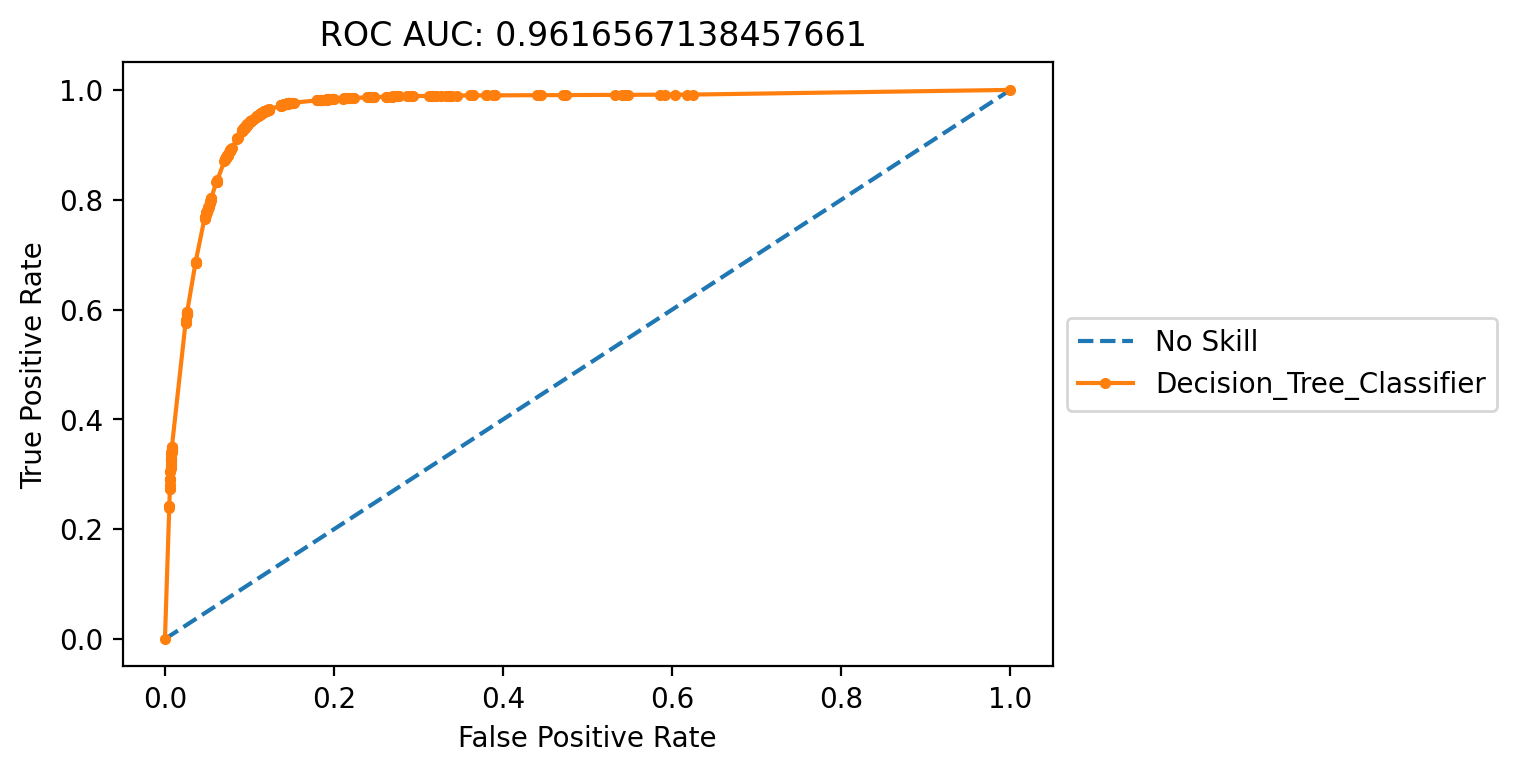 ROC AUC: 0.9616567138457661
1.0
0.8
0.6
0.4
0.2
0.0
True Positive Rate
0.0 0.2 0.4 0.6 0.8 1.0
False Positive Rate
No Skill
Decision_Tree_Classifier